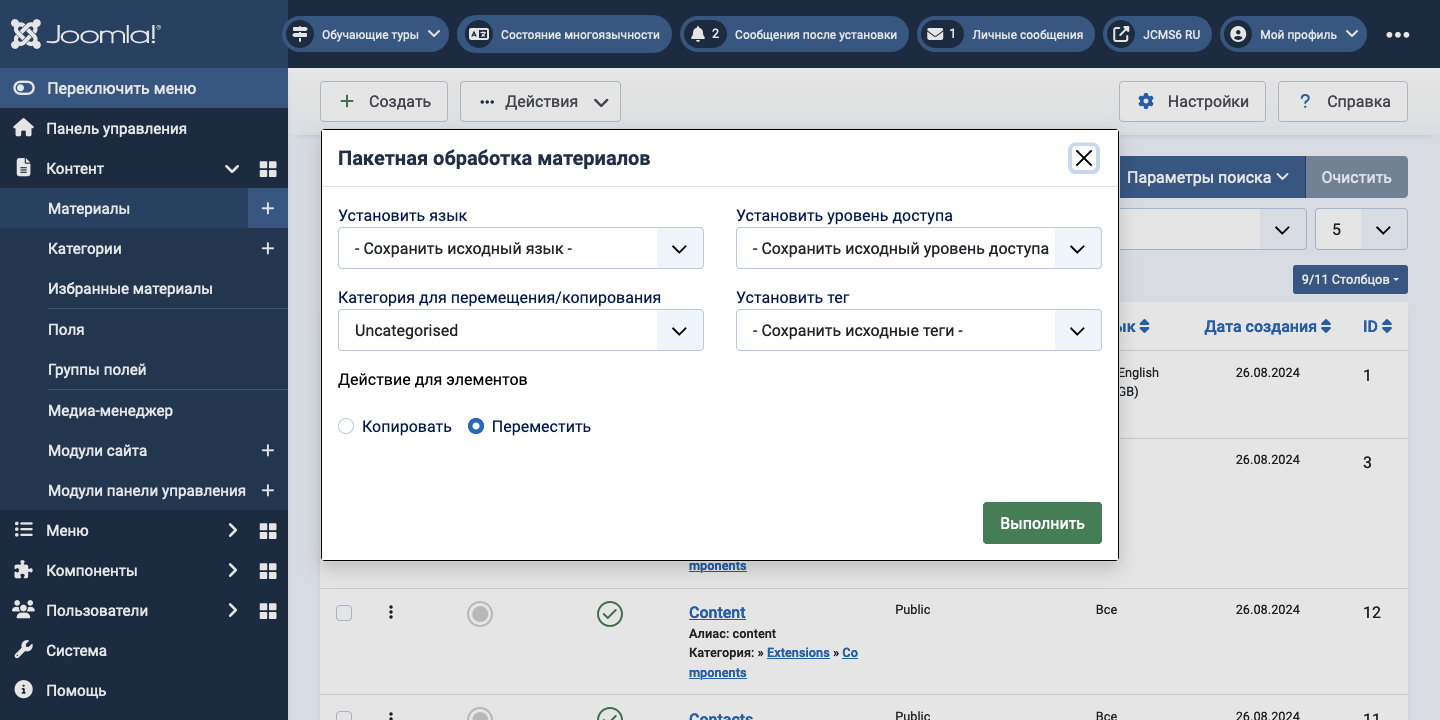 Joomla!®
Обучающие туры
Состояние многоязычности
2 Сообщения после установки
1 Личные сообщения
JCMS6 RU
Мой профиль
Переключить меню
Панель управления
Контент
Материалы
Категории
Избранные материалы
Поля
Группы полей
Медиа-менеджер
Модули сайта
Модули панели управления
Меню
Компоненты
Пользователи
Система
Помощь
Создать
Действия
Настройки
? Справка
Пакетная обработка материалов
Установить язык
- Сохранить исходный язык -
Установить уровень доступа
- Сохранить исходный уровень доступа
Категория для перемещения/копирования
Uncategorised
Установить тег
- Сохранить исходные теги -
Действие для элементов
Копировать
Переместить
Выполнить
Параметры поиска
Очистить
5
9/11 Столбцов
ык
Дата создания
ID
English
GB)
26.08.2024
1
26.08.2024
3
mponents
Content
Алиас: content
Категория: » Extensions » Co
mponents
Public
Все
26.08.2024
12
Contacts
Public
Все
26.08.2024
11